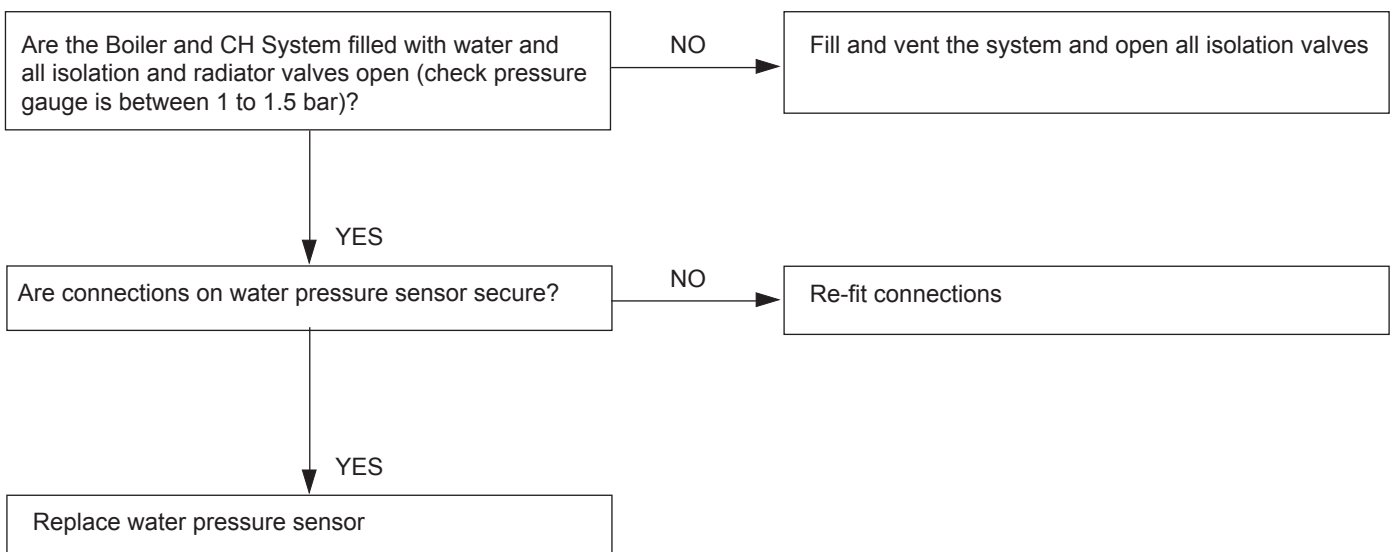 Are the Boiler and CH System filled with water and
all isolation and radiator valves open (check pressure
gauge is between 1 to 1.5 bar)?
NO
Fill and vent the system and open all isolation valves
YES
Are connections on water pressure sensor secure?
NO
Re-fit connections
YES
Replace water pressure sensor